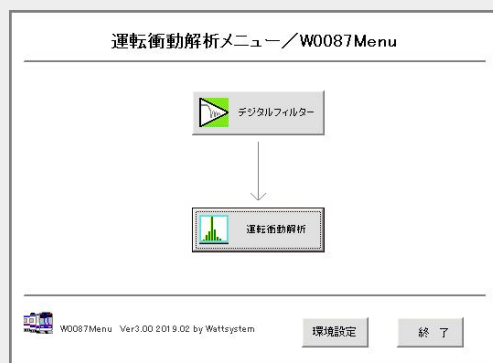 運転衝動解析メニュー／W0087Menu
デジタルフィルター
運転衝動解析
W0087Menu Ver3.00 2019.02 by Wattsystem
環境設定
終 了